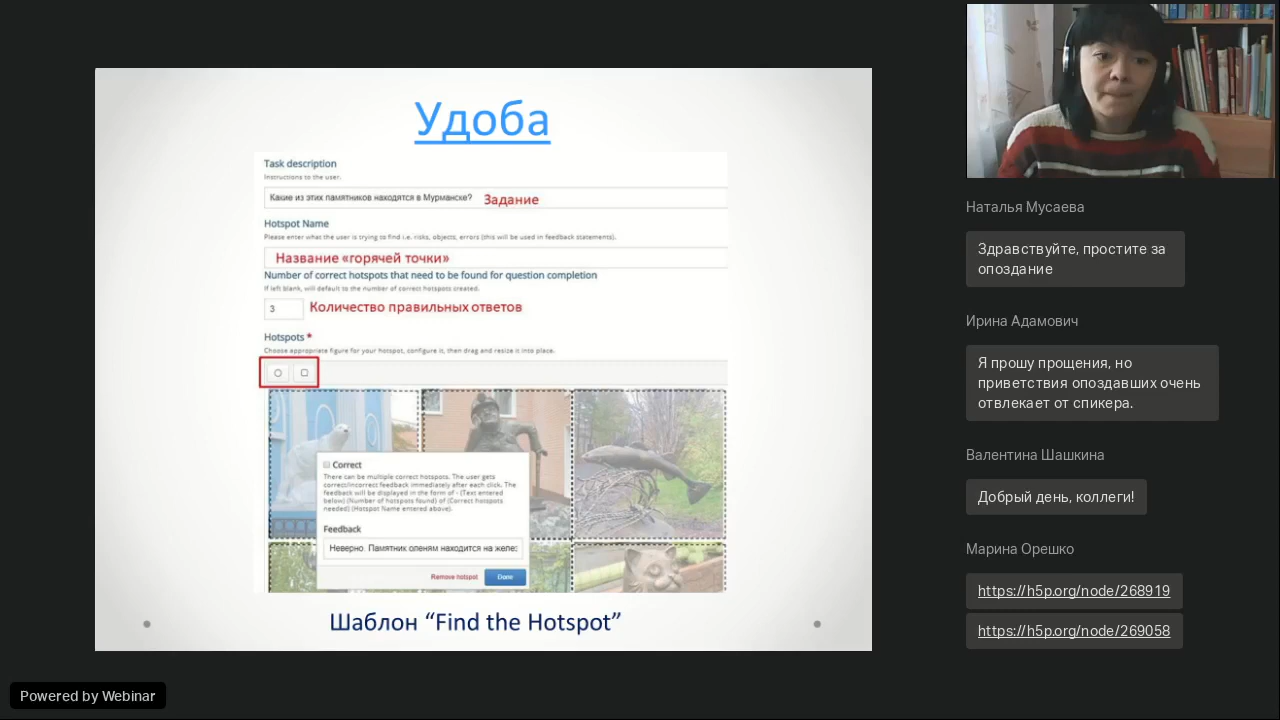 Удоба
Task description
Instructions to the user.
Какие из этих памятников находятся в Мурманске? Задание
Hotspot Name
Please enter what the user is trying to find i.e. risks, objects, errors (this will be used in feedback statements).
Название «горячей точки»
Number of correct hotspots that need to be found for question completion
If left blank, will default to the number of correct hotspots created.
3 Количество правильных ответов
Hotspots *
Choose appropriate figure for your hotspot, configure it, then drag and resize it into place.
Correct
There can be multiple correct hotspots. The user gets
correct/incorrect feedback immediately after each click. The
feedback will be displayed in the form of - (Text entered
below) (Number of hotspots found) of (Correct hotspots
needed) (Hotspot Name entered above).
Feedback
Неверно. Памятник оленям находится на желе:
Remove hotspot Done
Шаблон “Find the Hotspot”
Powered by Webinar
Наталья Мусаева
Здравствуйте, простите за
опоздание
Ирина Адамович
Я прошу прощения, но
приветствия опоздавших очень
отвлекает от спикера.
Валентина Шашкина
Добрый день, коллеги!
Марина Орешко
https://h5p.org/node/268919
https://h5p.org/node/269058